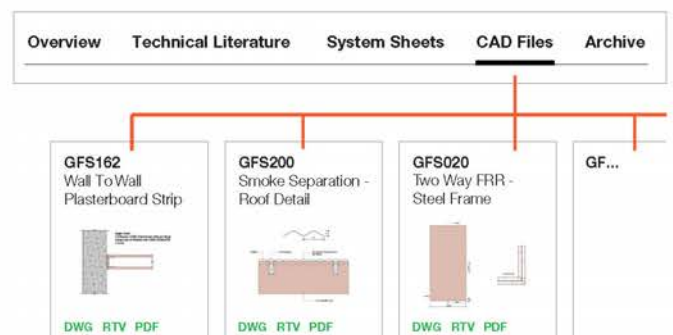 Overview Technical Literature System Sheets CAD Files Archive
GFS162
Wall To Wall
Plasterboard Strip
DWG RTV PDF
GFS200
Smoke Separation -
Roof Detail
DWG RTV PDF
GFS020
Two Way FRR -
Steel Frame
DWG RTV PDF
GF...